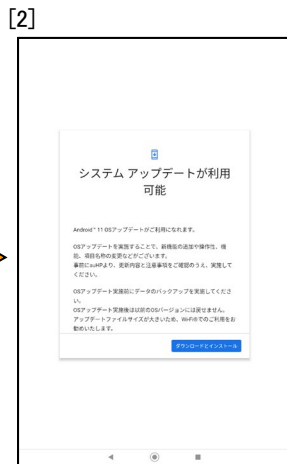 [2]
システム アップデートが利用
可能
Android™ 11 OSアップデートがご利用になれます。
OSアップデートを実施することで、新機能の追加や操作性、機
能、項目名称の変更などがございます。
事前にauHPより、更新内容と注意事項をご確認のうえ、実施して
ください。
OSアップデート実施前にデータのバックアップを実施してくださ
い。
OSアップデート実施後は以前のOSバージョンには戻せません。
アップデートファイルサイズが大きいため、Wi-Fi®でのご利用をお
勧めいたします。
ダウンロードとインストール